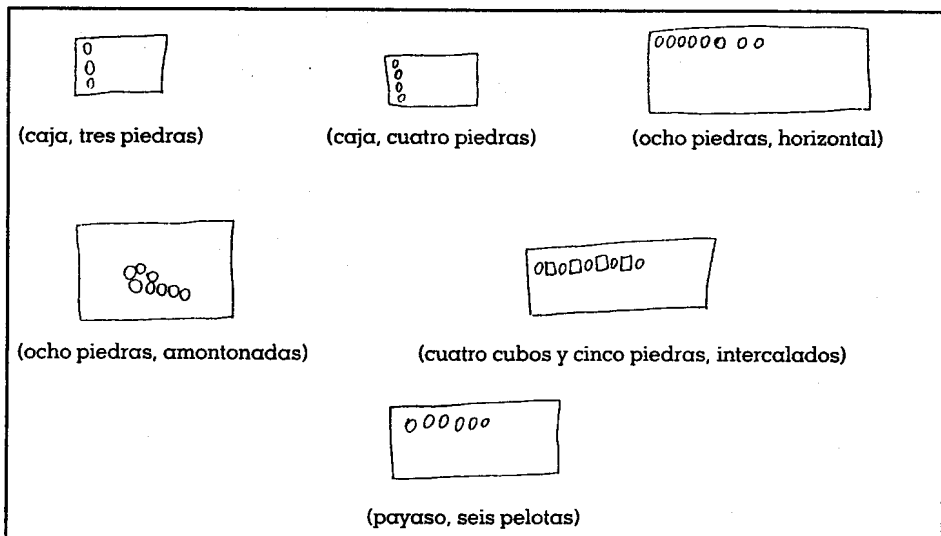 (caja, tres piedras)
(caja, cuatro piedras)
(ocho piedras, horizontal)
(ocho piedras, amontonadas)
(cuatro cubos y cinco piedras, intercalados)
(payaso, seis pelotas)